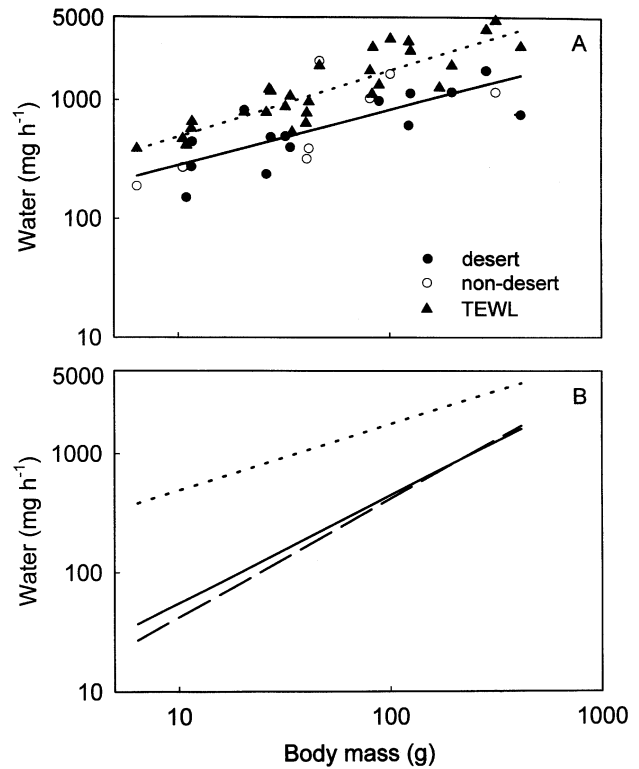 5000
A
1000
Water (mg h⁻¹)
100
desert
non-desert
TEWL
10
5000
B
1000
Water (mg h⁻¹)
100
10
10 100 1000
Body mass (g)